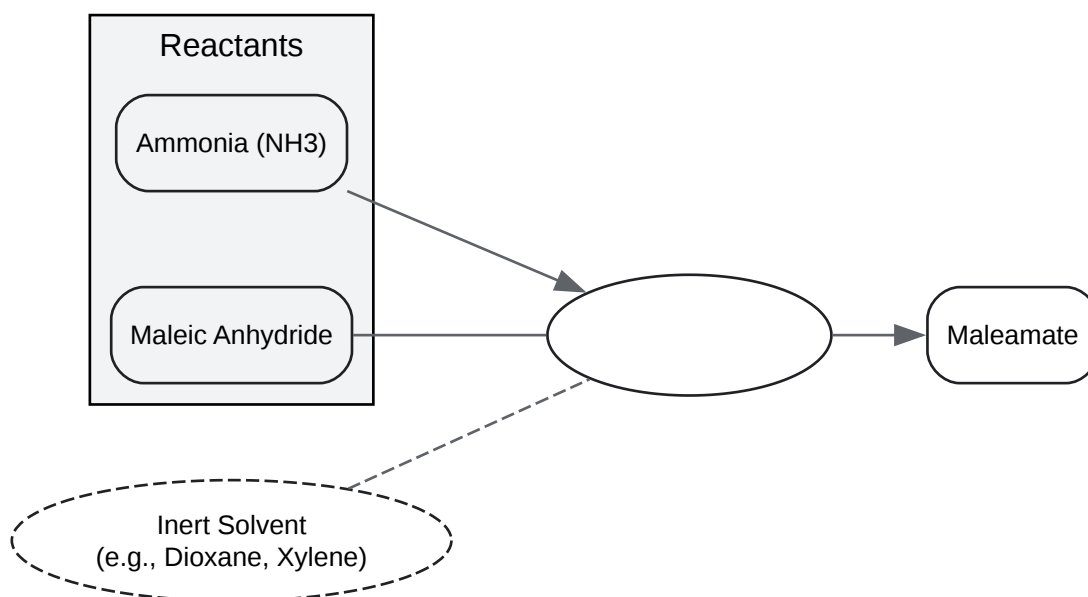 Reactants
Ammonia (NH3)
Maleic Anhydride
Maleamate
Inert Solvent
(e.g., Dioxane, Xylene)